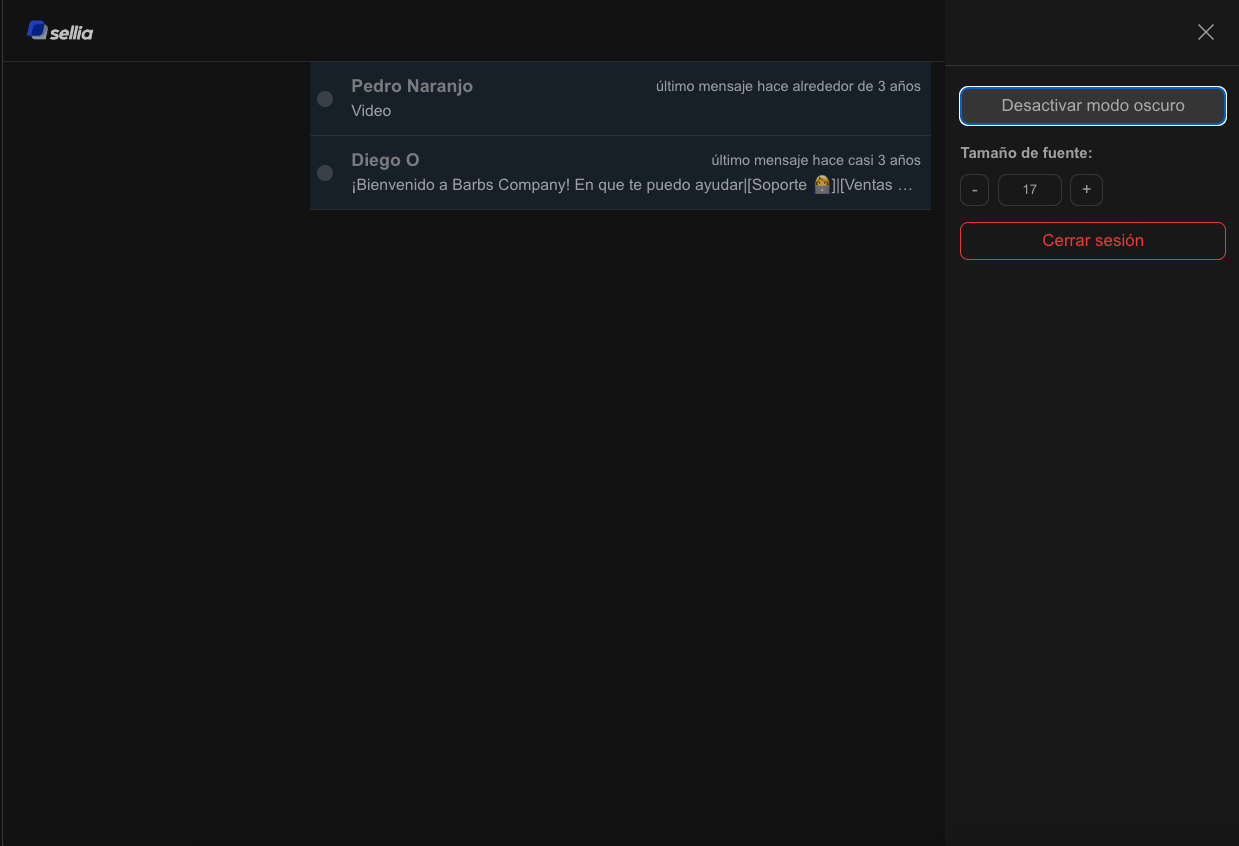 sellia
Pedro Naranjo
último mensaje hace alrededor de 3 años
Video
Diego O
último mensaje hace casi 3 años
¡Bienvenido a Barbs Company! En que te puedo ayudar|[Soporte 👩‍💼]|[Ventas …
Desactivar modo oscuro
Tamaño de fuente:
- 17 +
Cerrar sesión